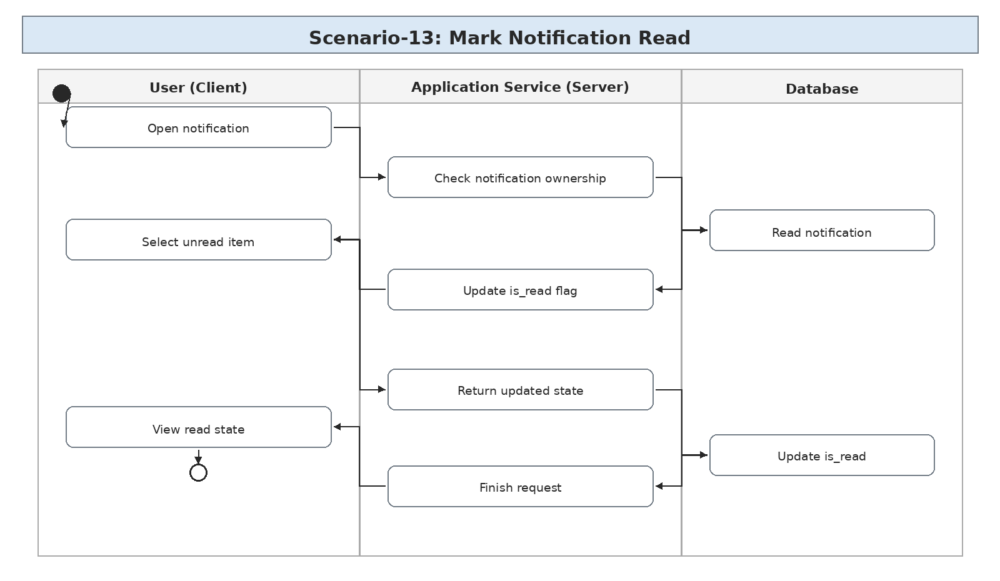 Scenario-13: Mark Notification Read
User (Client)
Application Service (Server)
Database
Open notification
Check notification ownership
Read notification
Select unread item
Update is_read flag
Return updated state
View read state
Update is_read
Finish request